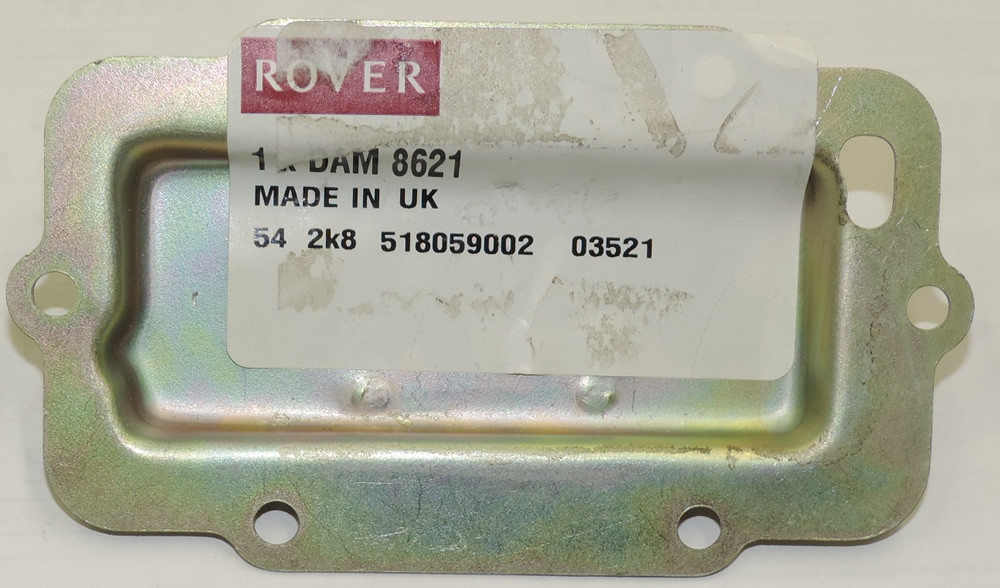 ROVER
1 x DAM 8621
MADE IN UK
54 2k8 518059002 03521